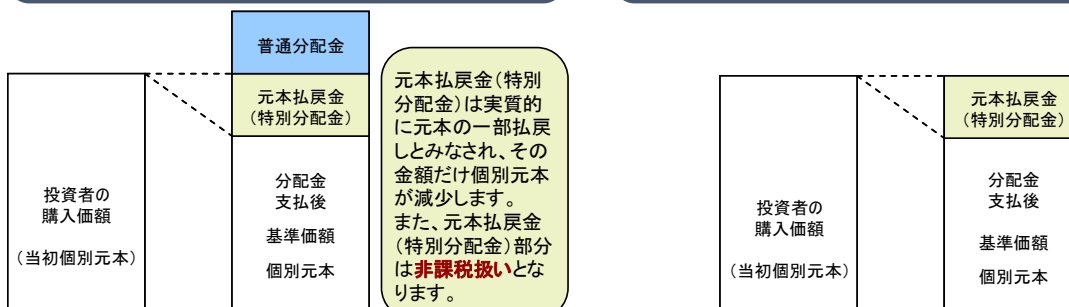 普通分配金
元本払戻金
(特別分配金)
投資者の
購入価額
(当初個別元本)
分配金
支払後
基準価額
個別元本
元本払戻金(特別
分配金)は実質的
に元本の一部払戻
しとみなされ、その
金額だけ個別元本
が減少します。
また、元本払戻金
(特別分配金)部分
は非課税扱いとな
ります。
元本払戻金
(特別分配金)
投資者の
購入価額
(当初個別元本)
分配金
支払後
基準価額
個別元本